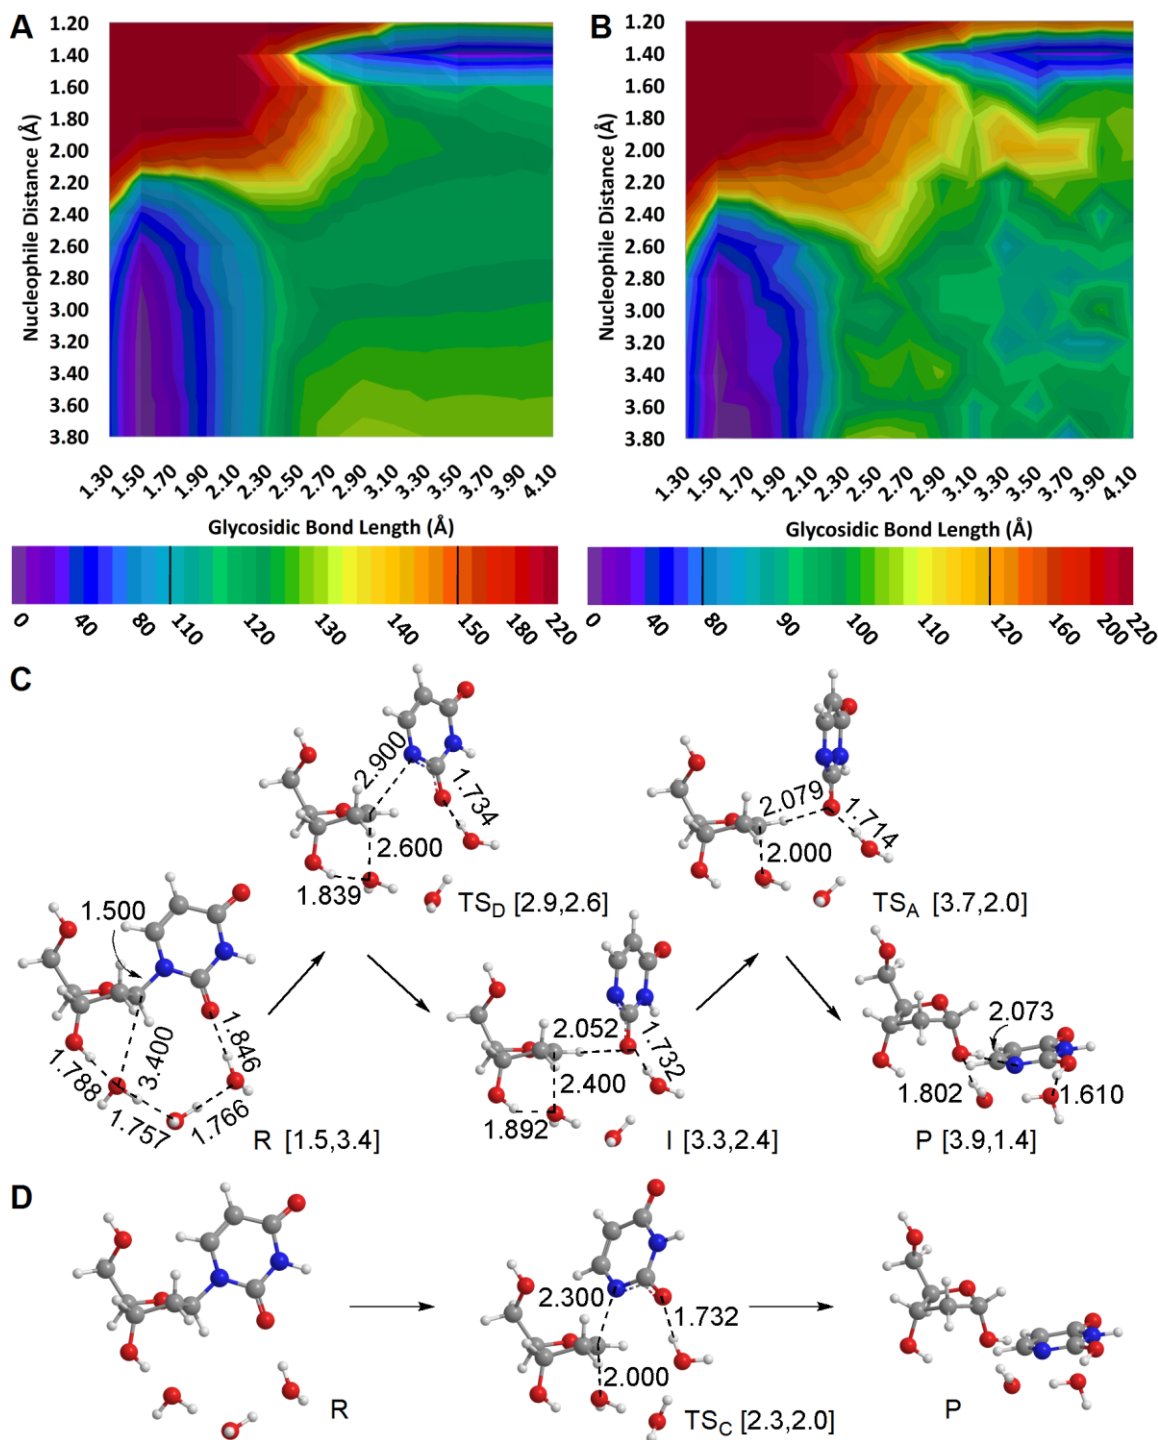 A
Nucleophile Distance (Å)
1.20
1.40
1.60
1.80
2.00
2.20
2.40
2.60
2.80
3.00
3.20
3.40
3.60
3.80
1.30 1.50 1.70 1.90 2.10 2.30 2.50 2.70 2.90 3.10 3.30 3.50 3.70 3.90 4.10
Glycosidic Bond Length (Å)
0 40 80 110 120 130 140 150 180 220
B
Nucleophile Distance (Å)
1.20
1.40
1.60
1.80
2.00
2.20
2.40
2.60
2.80
3.00
3.20
3.40
3.60
3.80
1.30 1.50 1.70 1.90 2.10 2.30 2.50 2.70 2.90 3.10 3.30 3.50 3.70 3.90 4.10
Glycosidic Bond Length (Å)
0 40 80 90 100 110 120 160 200 220
C
1.500
3.400
1.846
1.788
1.757
1.766
R [1.5,3.4]
2.900
1.734
2.600
1.839
TSD [2.9,2.6]
2.052
1.732
2.400
1.892
I [3.3,2.4]
2.079
1.714
2.000
TSA [3.7,2.0]
2.073
1.802
1.610
P [3.9,1.4]
D
R
2.300
1.732
2.000
TSC [2.3,2.0]
P